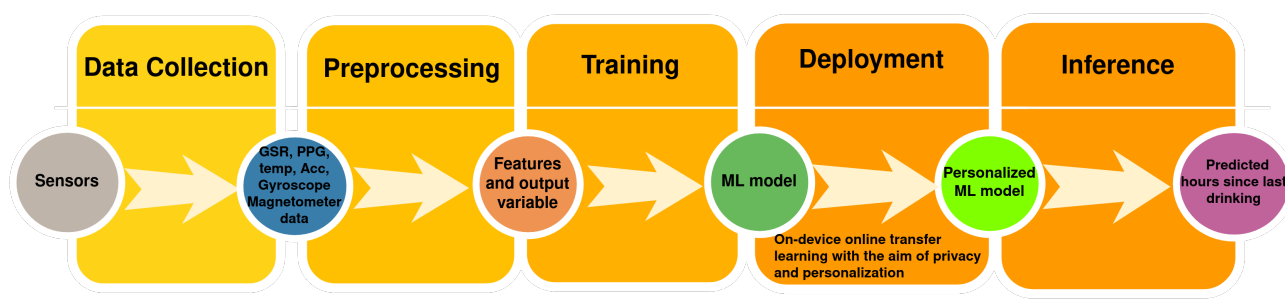 Data Collection
Preprocessing
Training
Deployment
Inference
Sensors
GSR, PPG,
temp, Acc,
Gyroscope
Magnetometer
data
Features
and output
variable
ML model
Personalized
ML model
Predicted
hours since last
drinking
On-device online transfer
learning with the aim of privacy
and personalization